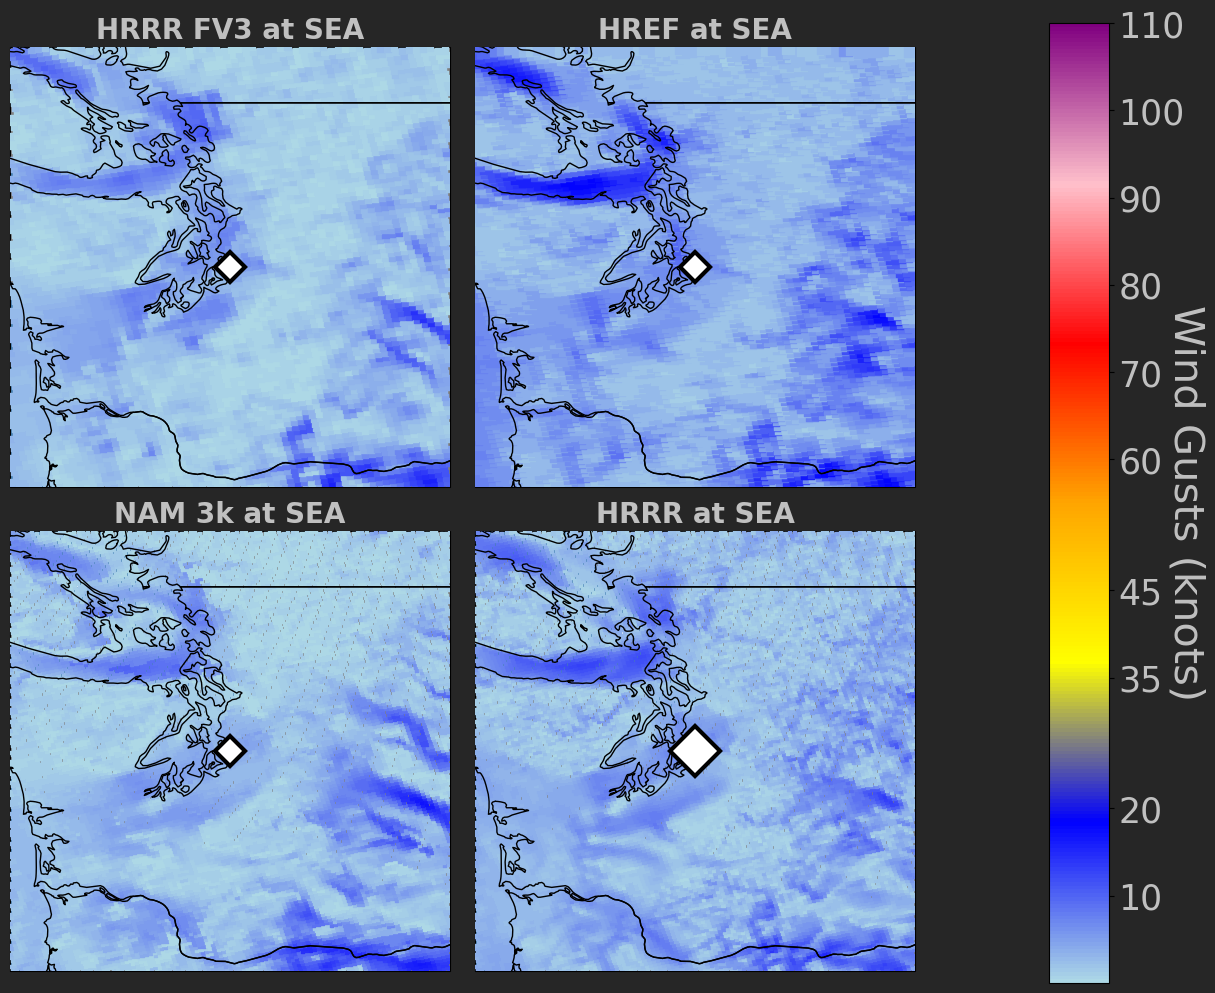 HRRR FV3 at SEA
HREF at SEA
NAM 3k at SEA
HRRR at SEA
110
100
90
80
70
60
45
35
20
10
Wind Gusts (knots)